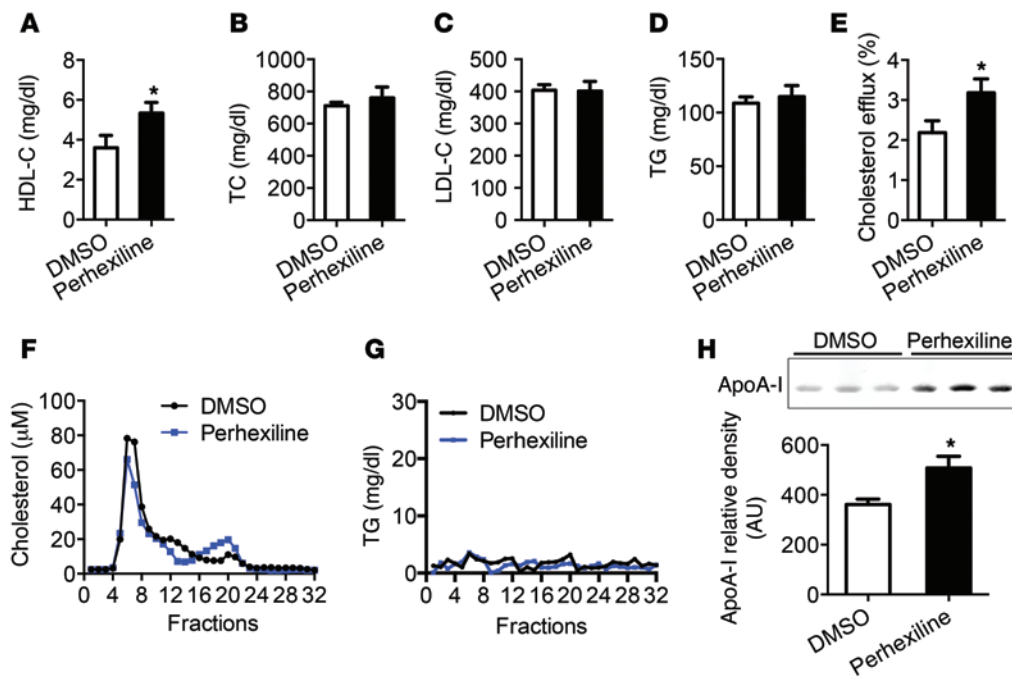 A
HDL-C (mg/dl)
8
6
4
2
0
*
DMSO
Perhexiline
B
TC (mg/dl)
1000
800
600
400
200
0
DMSO
Perhexiline
C
LDL-C (mg/dl)
500
400
300
200
100
0
DMSO
Perhexiline
D
TG (mg/dl)
150
100
50
0
DMSO
Perhexiline
E
Cholesterol efflux (%)
4
3
2
1
0
*
DMSO
Perhexiline
F
Cholesterol (μM)
100
80
60
40
20
0
DMSO
Perhexiline
0 4 8 12 16 20 24 28 32
Fractions
G
TG (mg/dl)
30
20
10
0
DMSO
Perhexiline
0 4 8 12 16 20 24 28 32
Fractions
H
DMSO Perhexiline
ApoA-I
ApoA-I relative density
(AU)
600
400
200
0
*
DMSO
Perhexiline